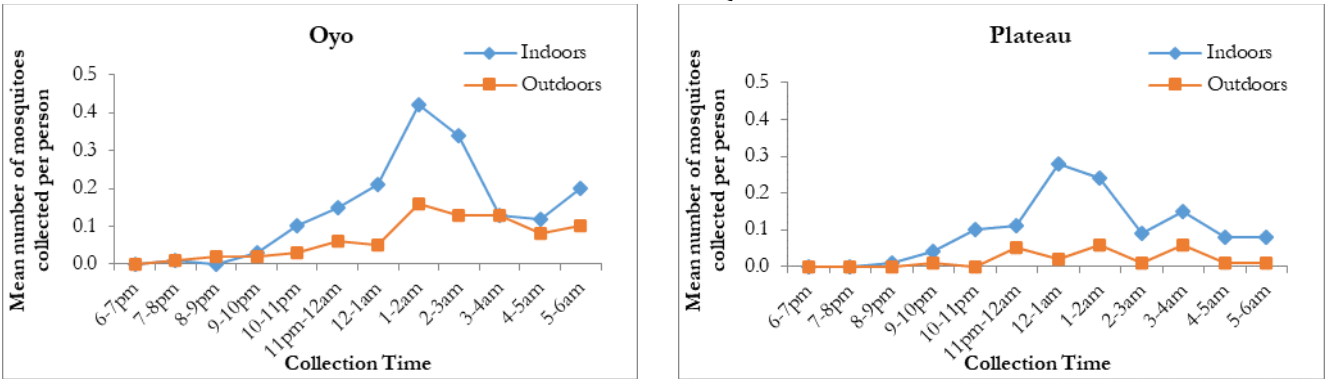 Oyo
Indoors
Outdoors
Mean number of mosquitoes
collected per person
0.5
0.4
0.3
0.2
0.1
0.0
6-7pm
7-8pm
8-9pm
9-10pm
10-11pm
11pm-12am
12-1am
1-2am
2-3am
3-4am
4-5am
5-6am
Collection Time
Plateau
Indoors
Outdoors
Mean number of mosquitoes
collected per person
0.5
0.4
0.3
0.2
0.1
0.0
6-7pm
7-8pm
8-9pm
9-10pm
10-11pm
11pm-12am
12-1am
1-2am
2-3am
3-4am
4-5am
5-6am
Collection Time